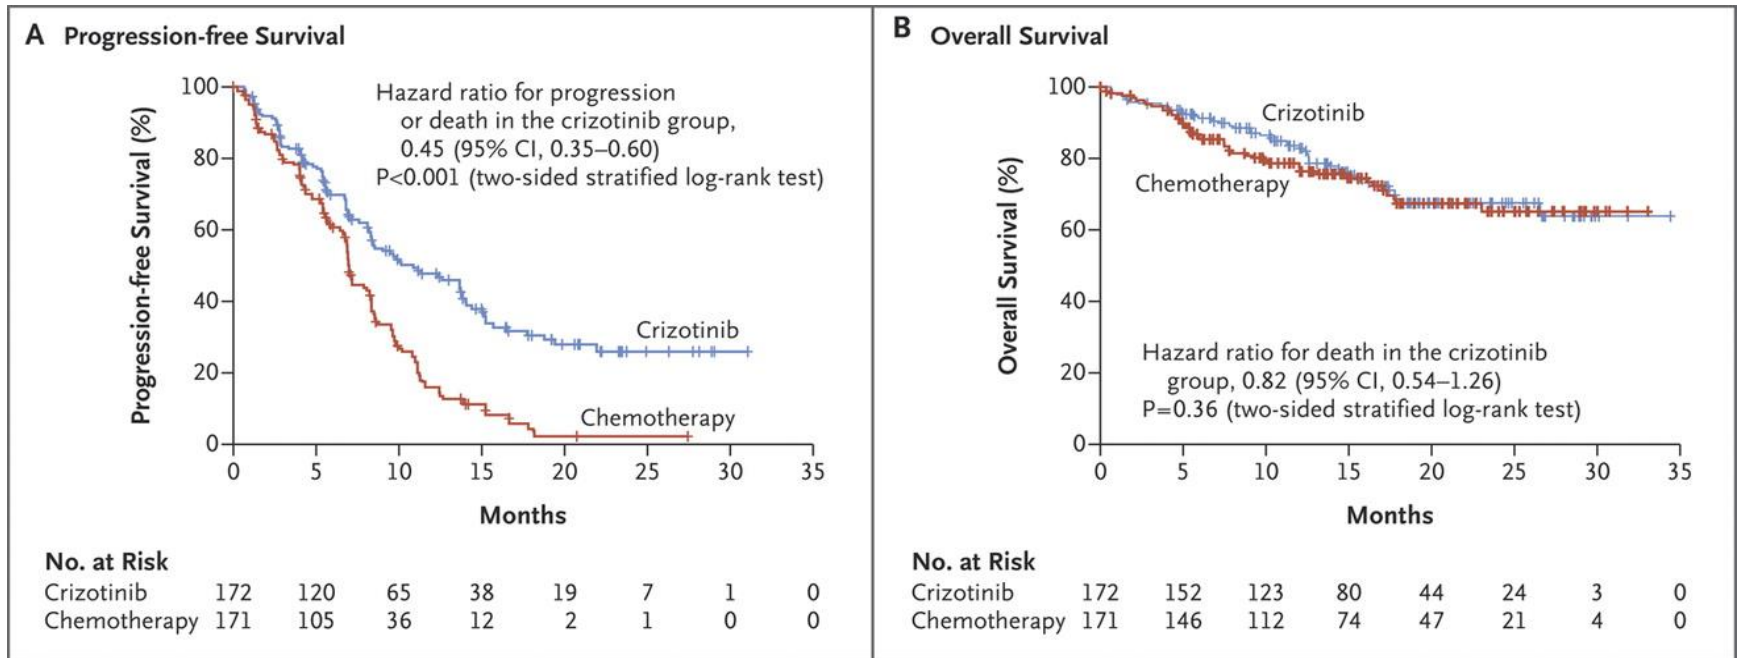 A Progression-free Survival
Progression-free Survival (%)
100
80
60
40
20
0
Hazard ratio for progression
or death in the crizotinib group,
0.45 (95% CI, 0.35–0.60)
P<0.001 (two-sided stratified log-rank test)
Crizotinib
Chemotherapy
0 5 10 15 20 25 30 35
Months
No. at Risk
Crizotinib 172 120 65 38 19 7 1 0
Chemotherapy 171 105 36 12 2 1 0 0
B Overall Survival
Overall Survival (%)
100
80
60
40
20
0
Crizotinib
Chemotherapy
Hazard ratio for death in the crizotinib
group, 0.82 (95% CI, 0.54–1.26)
P=0.36 (two-sided stratified log-rank test)
0 5 10 15 20 25 30 35
Months
No. at Risk
Crizotinib 172 152 123 80 44 24 3 0
Chemotherapy 171 146 112 74 47 21 4 0